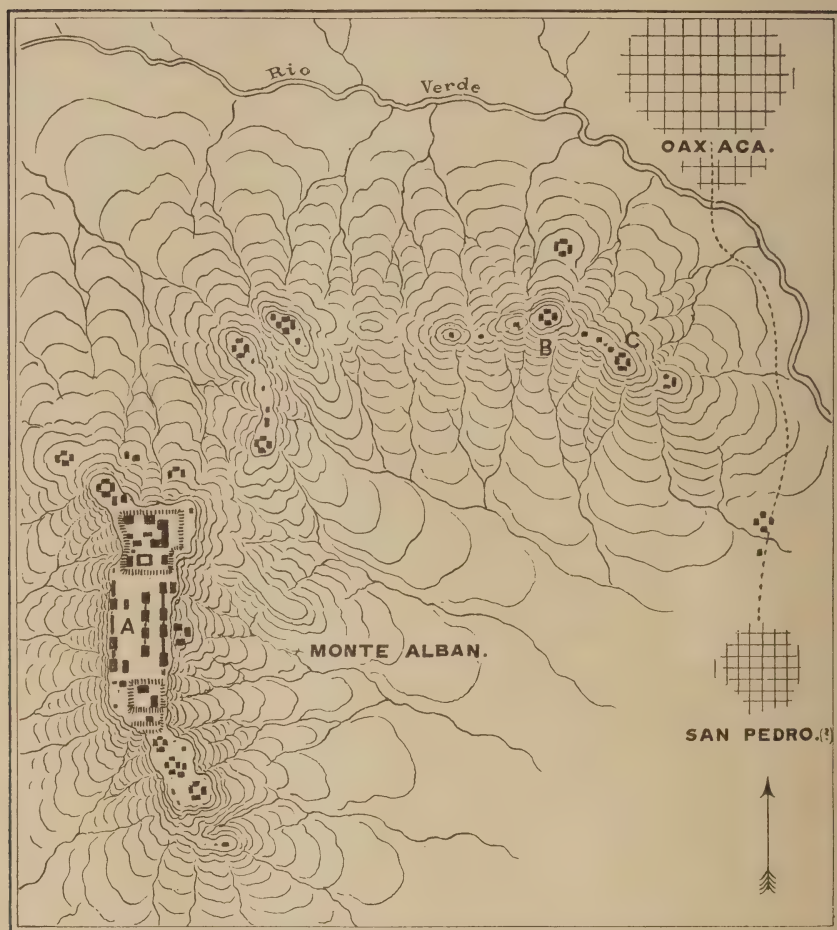 Rio Verde
OAXACA.
B
C
A
MONTE ALBAN.
SAN PEDRO.(?)